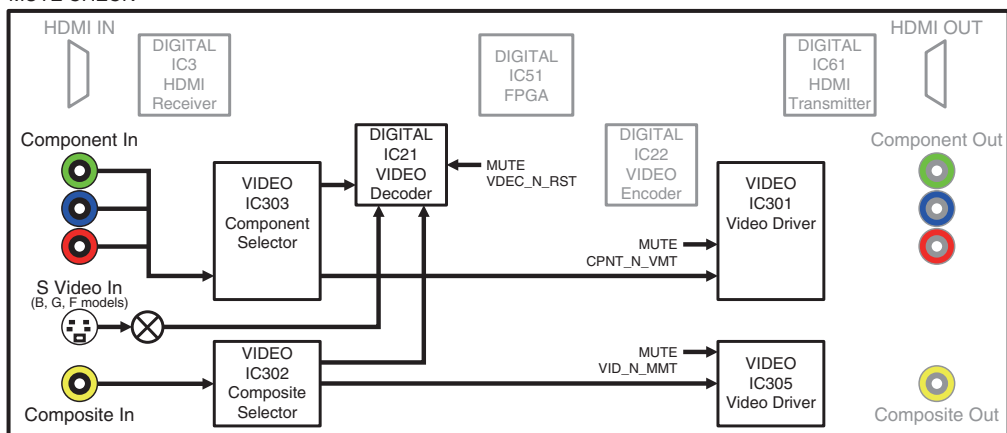 MUTE CHECK
HDMI IN
DIGITAL
IC3
HDMI
Receiver
DIGITAL
IC51
FPGA
DIGITAL
IC61
HDMI
Transmitter
HDMI OUT
Component In
DIGITAL
IC21
VIDEO
Decoder
MUTE
VDEC_N_RST
DIGITAL
IC22
VIDEO
Encoder
Component Out
VIDEO
IC303
Component
Selector
VIDEO
IC301
Video Driver
MUTE
CPNT_N_VMT
S Video In
(B, G, F models)
VIDEO
IC302
Composite
Selector
MUTE
VID_N_MMT
VIDEO
IC305
Video Driver
Composite In
Composite Out